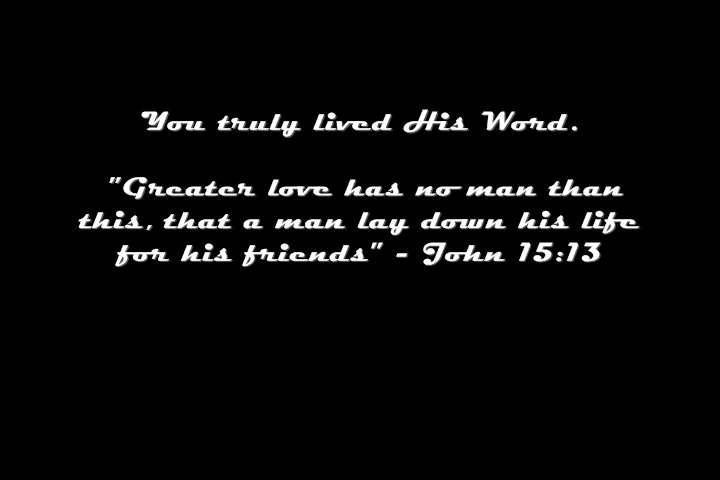 You truly lived His Word.
"Greater love has no man than
this, that a man lay down his life
for his friends" - John 15:13